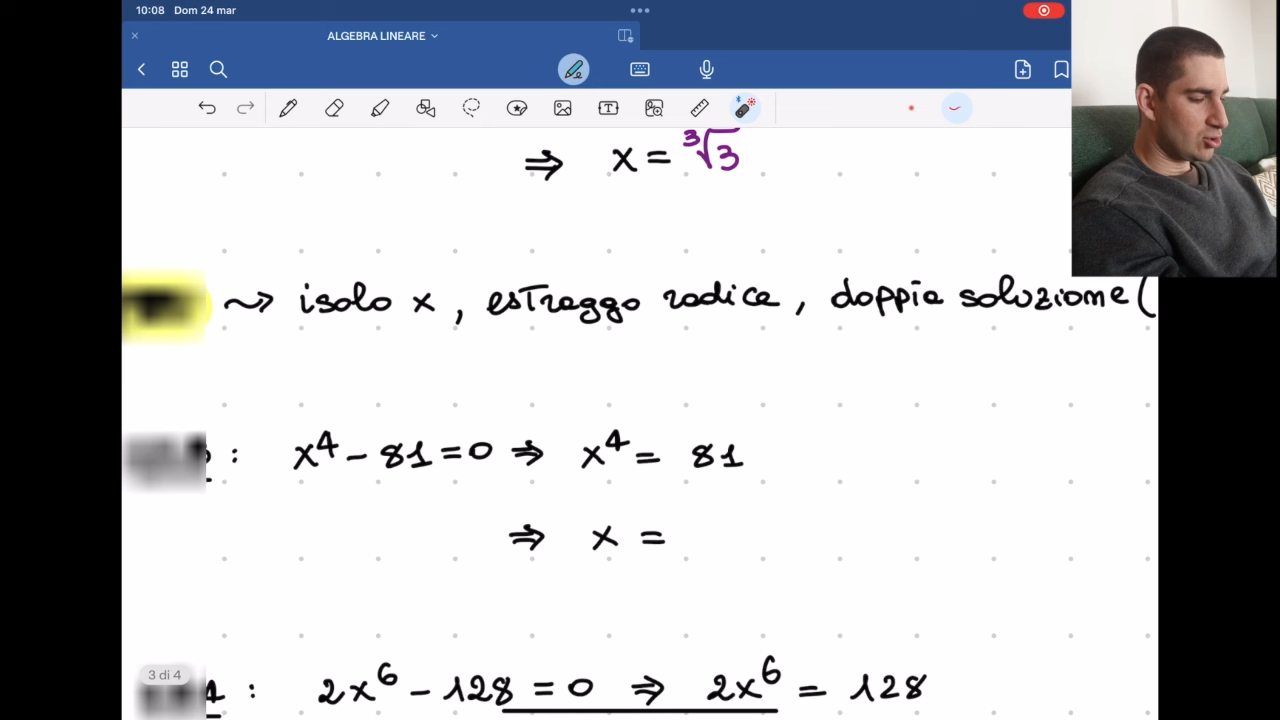 10:08 Dom 24 mar
ALGEBRA LINEARE
⇒ x = ³√3
⇝ isolo x, estraggo radice, doppia soluzione (
: x⁴ - 81 = 0 ⇒ x⁴ = 81
⇒ x =
3 di 4
: 2x⁶ - 128 = 0 ⇒ 2x⁶ = 128